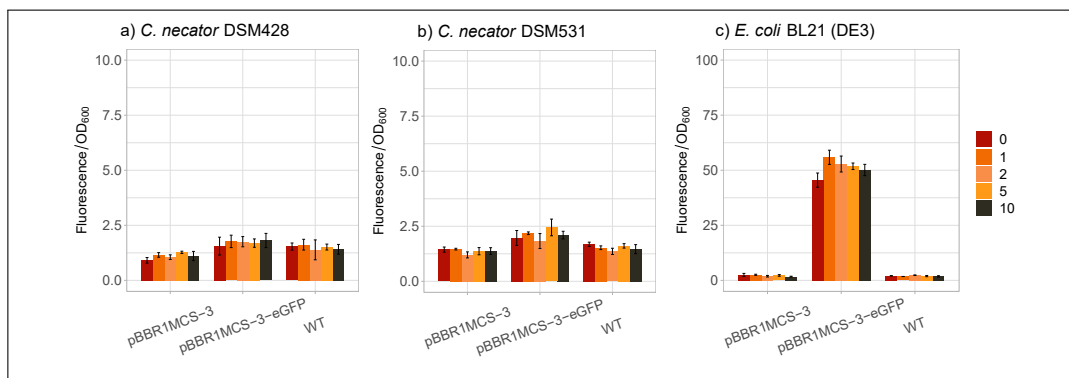 a) C. necator DSM428
b) C. necator DSM531
c) E. coli BL21 (DE3)
Fluorescence/OD600
10.0
7.5
5.0
2.5
0.0
pBBR1MCS−3
pBBR1MCS−3−eGFP
WT
Fluorescence/OD600
10.0
7.5
5.0
2.5
0.0
pBBR1MCS−3
pBBR1MCS−3−eGFP
WT
Fluorescence/OD600
100
75
50
25
0
pBBR1MCS−3
pBBR1MCS−3−eGFP
WT
0
1
2
5
10